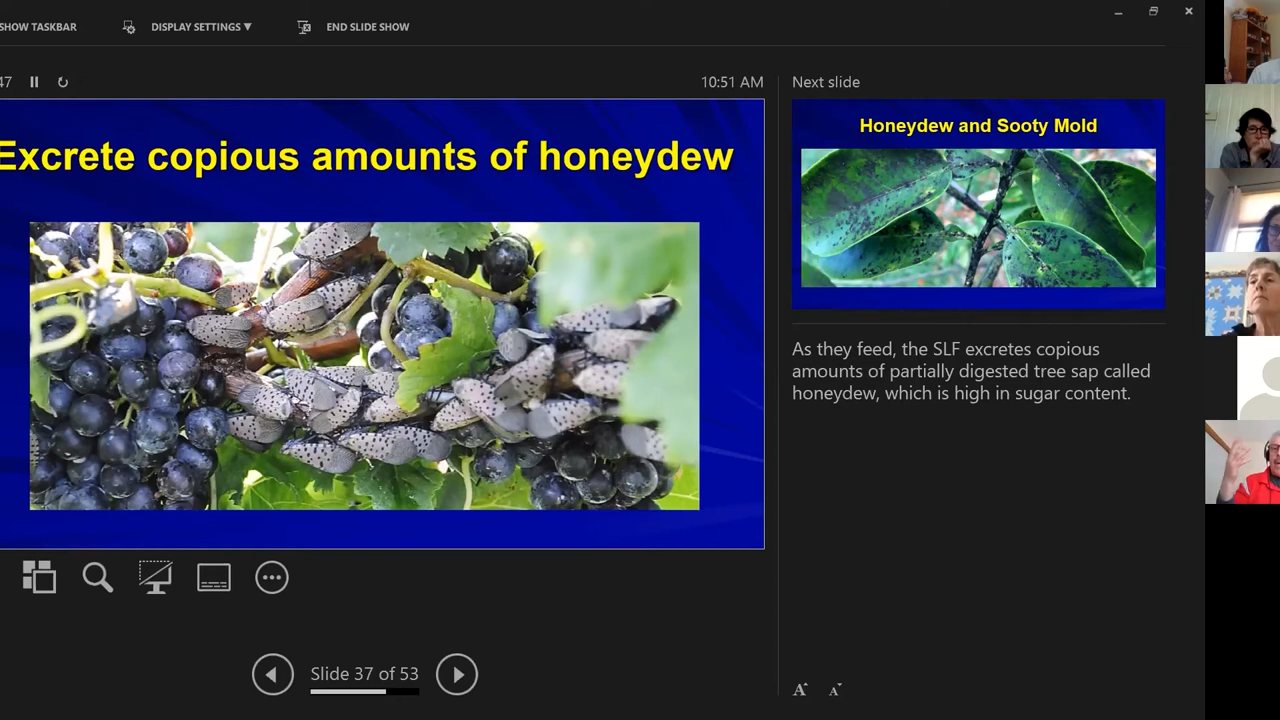 SHOW TASKBAR DISPLAY SETTINGS ▼ END SLIDE SHOW
47 10:51 AM Next slide
Excrete copious amounts of honeydew
Honeydew and Sooty Mold
As they feed, the SLF excretes copious
amounts of partially digested tree sap called
honeydew, which is high in sugar content.
Slide 37 of 53
A A